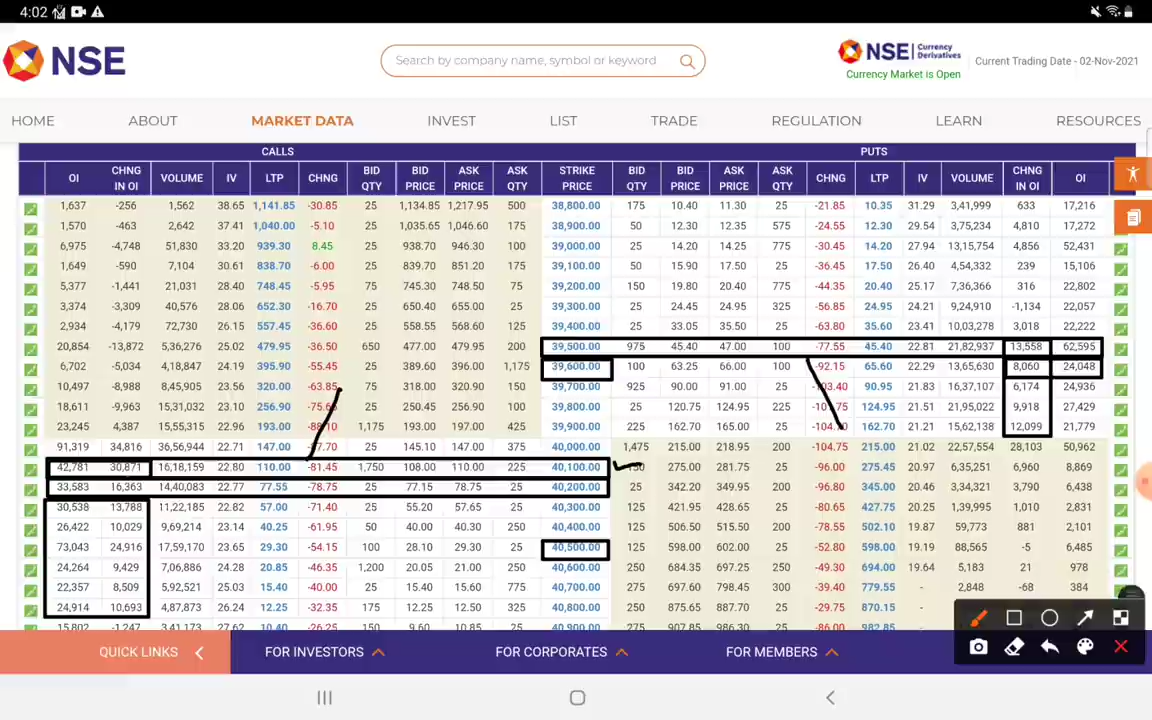 4:02
NSE
Search by company name, symbol or keyword
NSE Currency Derivatives
Currency Market is Open
Current Trading Date - 02-Nov-2021
HOME ABOUT MARKET DATA INVEST LIST TRADE REGULATION LEARN RESOURCES
CALLS PUTS
OI CHNG IN OI VOLUME IV LTP CHNG BID QTY BID PRICE ASK PRICE ASK QTY STRIKE PRICE BID QTY BID PRICE ASK PRICE ASK QTY CHNG LTP IV VOLUME CHNG IN OI OI
1,637 -256 1,562 38.65 1,141.85 -30.85 25 1,134.85 1,217.95 500 38,800.00 175 10.40 11.30 25 -21.85 10.35 31.29 3,41,999 633 17,216
1,570 -463 2,642 37.41 1,040.00 -5.10 25 1,035.65 1,046.60 175 38,900.00 50 12.30 12.35 575 -24.55 12.30 29.54 3,75,234 4,810 17,272
6,975 -4,748 51,830 33.20 939.30 8.45 25 938.70 946.30 100 39,000.00 25 14.20 14.25 775 -30.45 14.20 27.94 13,15,754 4,856 52,431
1,649 -590 7,104 30.61 838.70 -6.00 25 839.70 851.20 175 39,100.00 50 15.90 17.50 25 -36.45 17.50 26.40 4,54,332 239 15,106
5,377 -1,441 21,031 28.40 748.45 -5.95 75 745.30 748.50 75 39,200.00 150 19.80 20.40 775 -44.35 20.40 25.17 7,36,366 316 22,802
3,374 -3,309 40,576 28.06 652.30 -16.70 25 650.40 655.00 25 39,300.00 25 24.45 24.95 325 -56.85 24.95 24.21 9,24,910 -1,134 22,057
2,934 -4,179 72,730 26.15 557.45 -36.60 25 558.55 568.60 125 39,400.00 25 33.05 35.50 25 -63.80 35.60 23.41 10,03,278 3,018 22,222
20,854 -13,872 5,36,276 25.02 479.95 -36.50 650 477.00 479.95 200 39,500.00 975 45.40 47.00 100 -77.55 45.40 22.81 21,82,937 13,558 62,595
6,702 -5,034 4,18,847 24.19 395.90 -55.45 25 389.60 396.00 1,175 39,600.00 100 63.25 66.00 100 -92.15 65.60 22.29 13,65,630 8,060 24,048
10,497 -8,988 8,45,905 23.56 320.00 -63.85 75 318.00 320.90 150 39,700.00 925 90.00 91.00 25 -103.40 90.95 21.83 16,37,107 6,174 24,936
18,611 -9,963 15,31,032 23.10 256.90 25 250.45 256.90 100 39,800.00 25 120.75 124.95 225 124.95 21.51 21,95,022 9,918 27,429
23,245 4,387 15,55,315 22.96 193.00 1,175 193.00 197.00 425 39,900.00 225 162.70 165.00 25 162.70 21.21 15,62,138 12,099 21,779
91,319 34,816 36,56,944 22.71 147.00 25 145.10 147.00 375 40,000.00 1,475 215.00 218.95 200 -104.75 215.00 21.02 22,57,554 28,103 50,962
42,781 30,871 16,18,159 22.80 110.00 -81.45 1,750 108.00 110.00 225 40,100.00 275.00 281.75 25 -96.00 275.45 20.97 6,35,251 6,960 8,869
33,583 16,363 14,40,083 22.77 77.55 -78.75 25 77.15 78.75 25 40,200.00 25 342.20 349.95 25 -96.80 345.00 20.46 3,34,321 3,790 6,438
30,538 13,788 11,22,185 22.82 57.00 -71.40 25 55.20 57.65 25 40,300.00 125 421.95 428.65 25 -80.65 427.75 20.25 1,39,995 1,010 2,831
26,422 10,029 9,69,214 23.14 40.25 -61.95 50 40.00 40.30 250 40,400.00 125 506.50 515.50 200 -78.55 502.10 19.87 59,773 881 2,101
73,043 24,916 17,59,170 23.65 29.30 -54.15 100 28.10 29.30 25 40,500.00 125 598.00 602.00 25 -52.80 598.00 19.19 88,565 -5 6,485
24,264 9,429 7,06,886 24.28 20.85 -46.35 1,200 20.05 21.00 250 40,600.00 250 684.35 697.25 250 -49.30 694.00 19.64 5,183 21 978
22,357 8,509 5,92,521 25.03 15.40 -40.00 25 15.40 15.60 775 40,700.00 275 697.60 798.45 300 -39.40 779.55 - 2,848 -68 384
24,914 10,693 4,87,873 26.24 12.25 -32.35 175 12.25 12.50 325 40,800.00 250 875.65 887.70 25 -29.75 870.15 -
15,802 -1,247 3,41,173 27.62 10.40 -26.25 150 9.60 10.85 25 40,900.00 275 907.85 986.30 25 -86.00 982.85 -
QUICK LINKS FOR INVESTORS FOR CORPORATES FOR MEMBERS